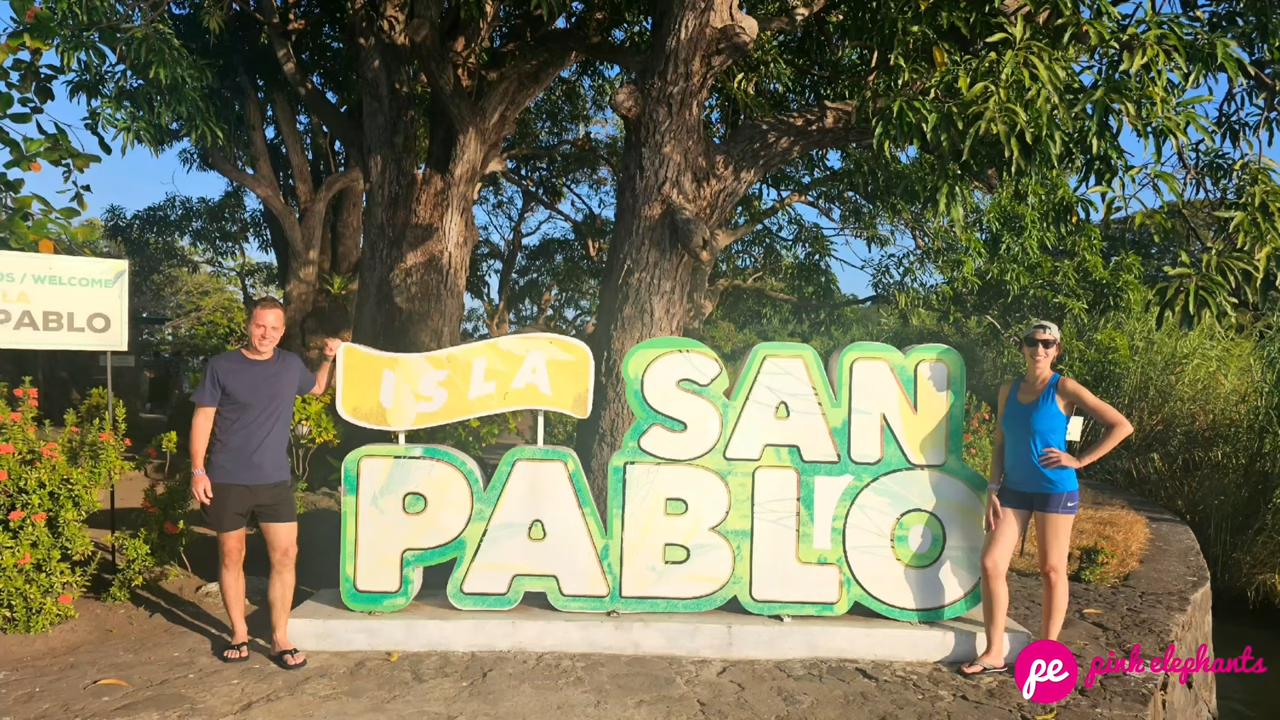 OS / WELCOME
LA
PABLO
ISLA
SAN
PABLO
pe pink elephants